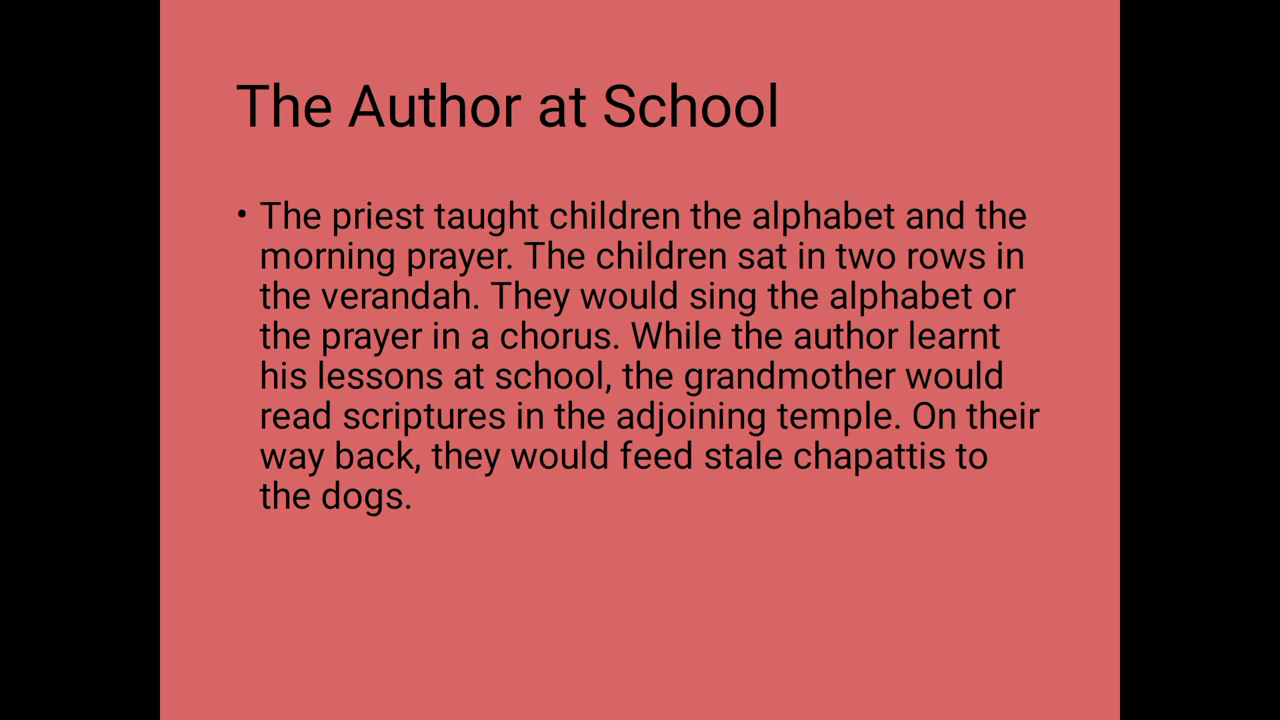 The Author at School
• The priest taught children the alphabet and the
morning prayer. The children sat in two rows in
the verandah. They would sing the alphabet or
the prayer in a chorus. While the author learnt
his lessons at school, the grandmother would
read scriptures in the adjoining temple. On their
way back, they would feed stale chapattis to
the dogs.